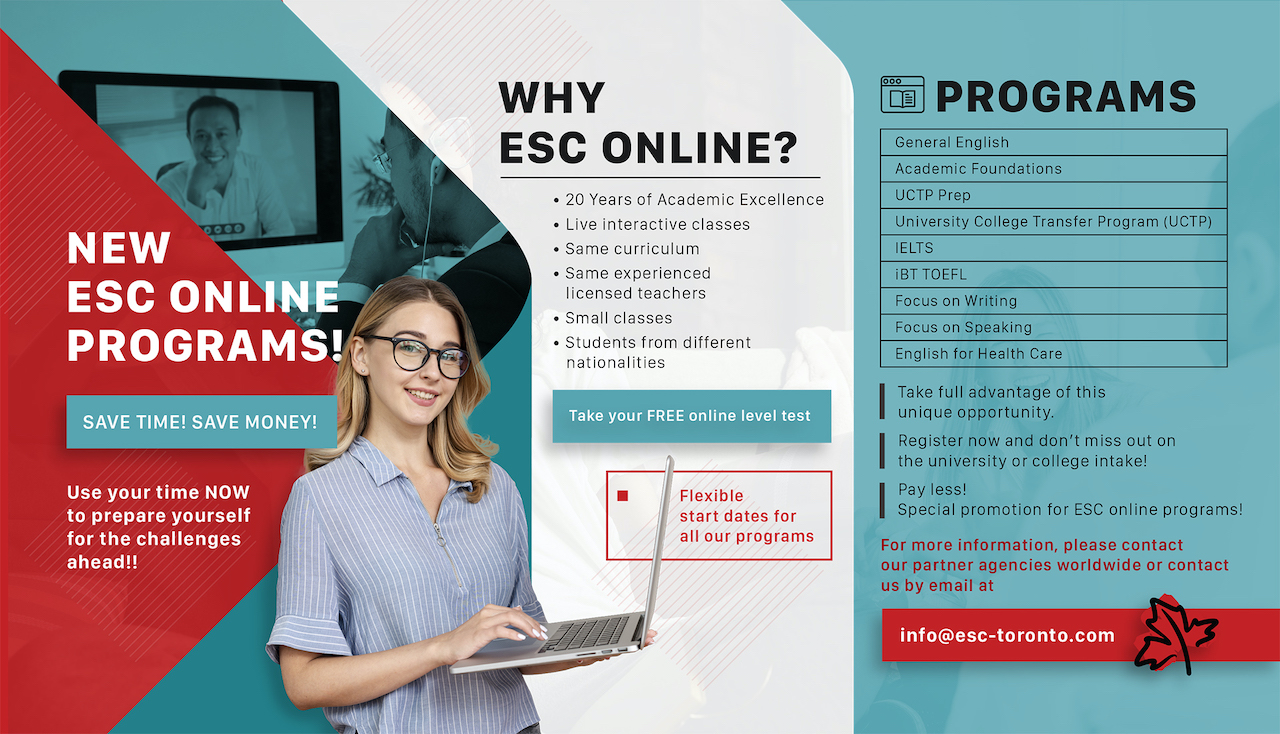 NEW
ESC ONLINE
PROGRAMS!
SAVE TIME! SAVE MONEY!
Use your time NOW
to prepare yourself
for the challenges
ahead!!
WHY
ESC ONLINE?
• 20 Years of Academic Excellence
• Live interactive classes
• Same curriculum
• Same experienced
licensed teachers
• Small classes
• Students from different
nationalities
Take your FREE online level test
Flexible
start dates for
all our programs
PROGRAMS
General English
Academic Foundations
UCTP Prep
University College Transfer Program (UCTP)
IELTS
iBT TOEFL
Focus on Writing
Focus on Speaking
English for Health Care
Take full advantage of this
unique opportunity.
Register now and don’t miss out on
the university or college intake!
Pay less!
Special promotion for ESC online programs!
For more information, please contact
our partner agencies worldwide or contact
us by email at
info@esc-toronto.com